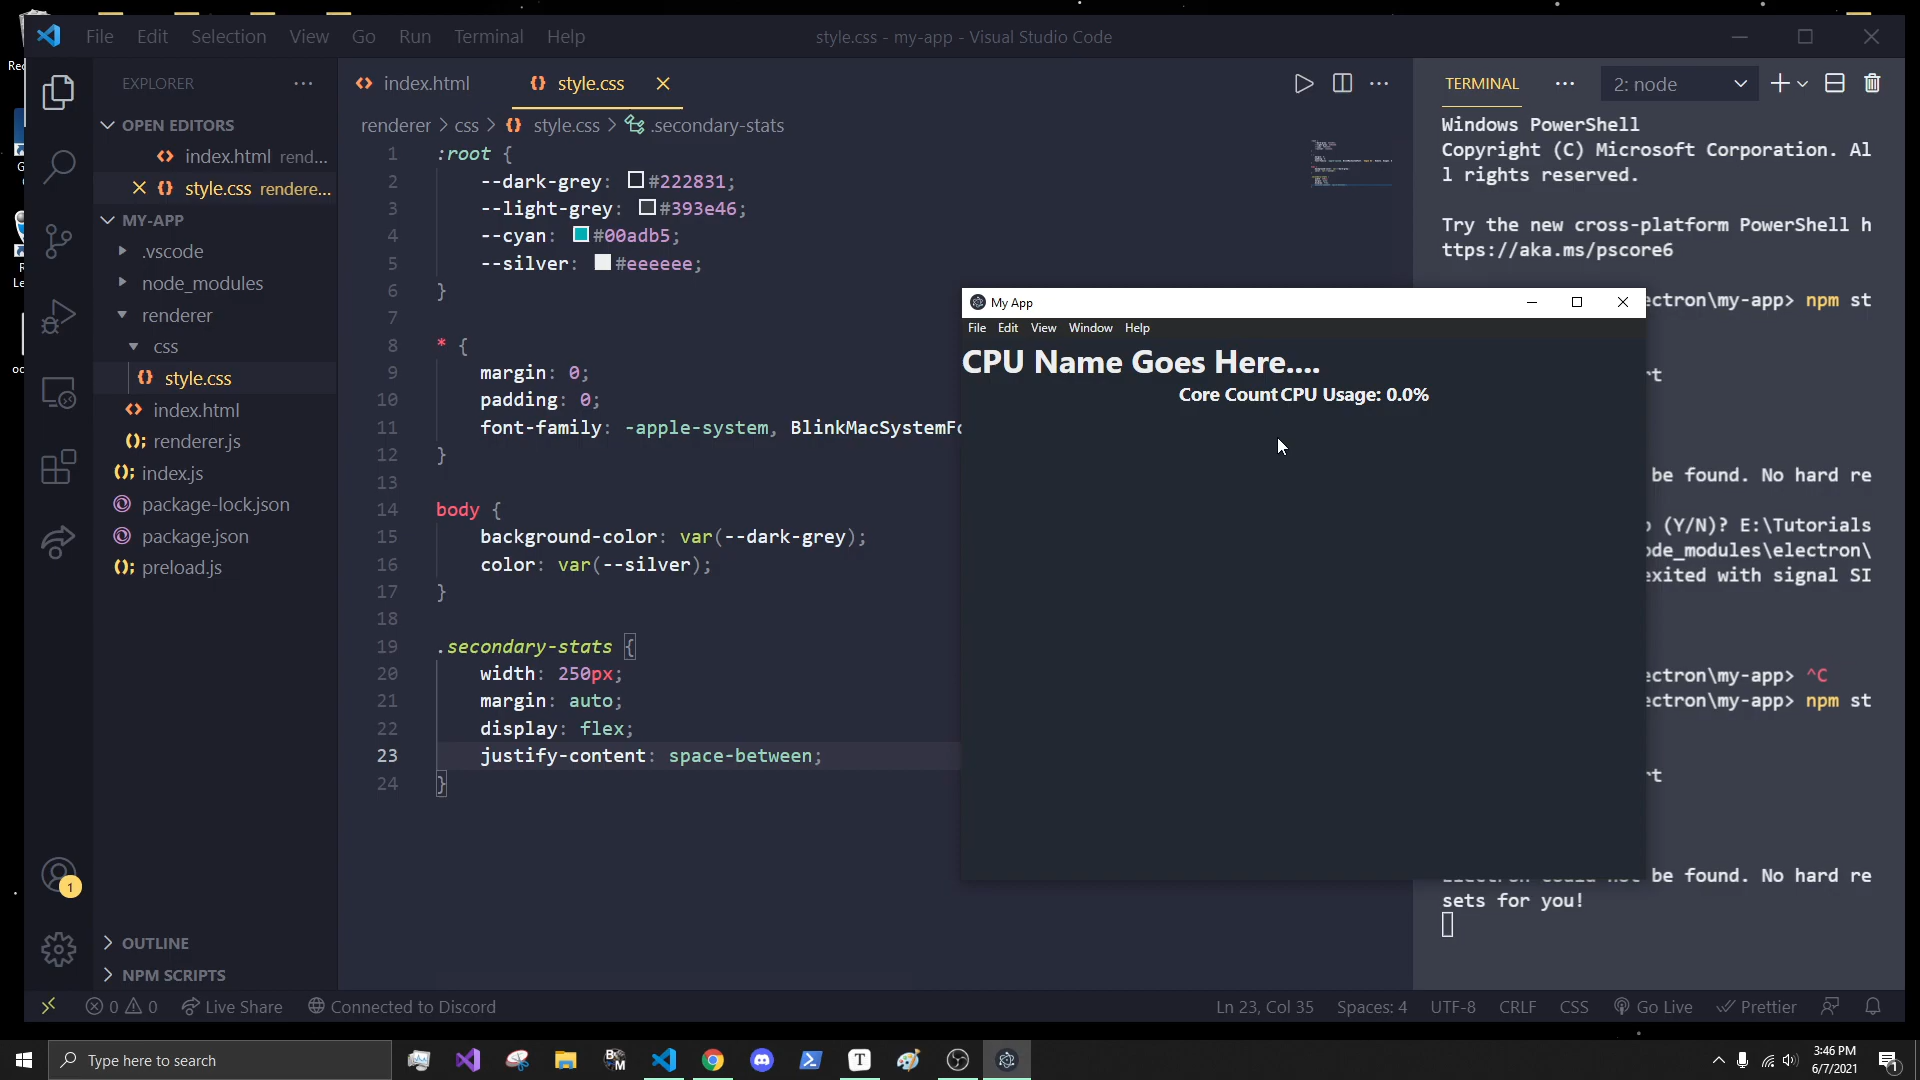 File Edit Selection View Go Run Terminal Help
style.css - my-app - Visual Studio Code
EXPLORER
OPEN EDITORS
index.html rend...
style.css rendere...
MY-APP
.vscode
node_modules
renderer
css
style.css
index.html
renderer.js
index.js
package-lock.json
package.json
preload.js
OUTLINE
NPM SCRIPTS
index.html
style.css
renderer > css > style.css > .secondary-stats
1 :root {
2 --dark-grey: #222831;
3 --light-grey: #393e46;
4 --cyan: #00adb5;
5 --silver: #eeeeee;
6 }
7
8 * {
9 margin: 0;
10 padding: 0;
11 font-family: -apple-system, BlinkMacSystemFo
12 }
13
14 body {
15 background-color: var(--dark-grey);
16 color: var(--silver);
17 }
18
19 .secondary-stats {
20 width: 250px;
21 margin: auto;
22 display: flex;
23 justify-content: space-between;
24 }
TERMINAL
2: node
Windows PowerShell
Copyright (C) Microsoft Corporation. Al
l rights reserved.
Try the new cross-platform PowerShell h
ttps://aka.ms/pscore6
ectron\my-app> npm st
rt
be found. No hard re
(Y/N)? E:\Tutorials
ode_modules\electron\
exited with signal SI
ectron\my-app> ^C
ectron\my-app> npm st
rt
be found. No hard re
sets for you!
My App
File Edit View Window Help
CPU Name Goes Here....
Core Count CPU Usage: 0.0%
1
0 0
Live Share
Connected to Discord
Ln 23, Col 35
Spaces: 4
UTF-8
CRLF
CSS
Go Live
Prettier
Type here to search
3:46 PM
6/7/2021
1